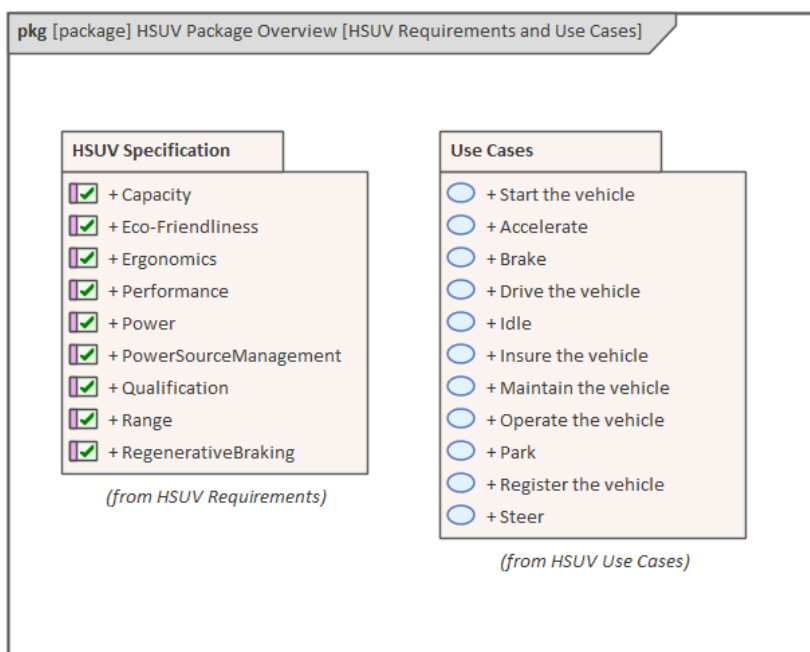 pkg [package] HSUV Package Overview [HSUV Requirements and Use Cases]
HSUV Specification
+ Capacity
+ Eco-Friendliness
+ Ergonomics
+ Performance
+ Power
+ PowerSourceManagement
+ Qualification
+ Range
+ RegenerativeBraking
(from HSUV Requirements)
Use Cases
+ Start the vehicle
+ Accelerate
+ Brake
+ Drive the vehicle
+ Idle
+ Insure the vehicle
+ Maintain the vehicle
+ Operate the vehicle
+ Park
+ Register the vehicle
+ Steer
(from HSUV Use Cases)